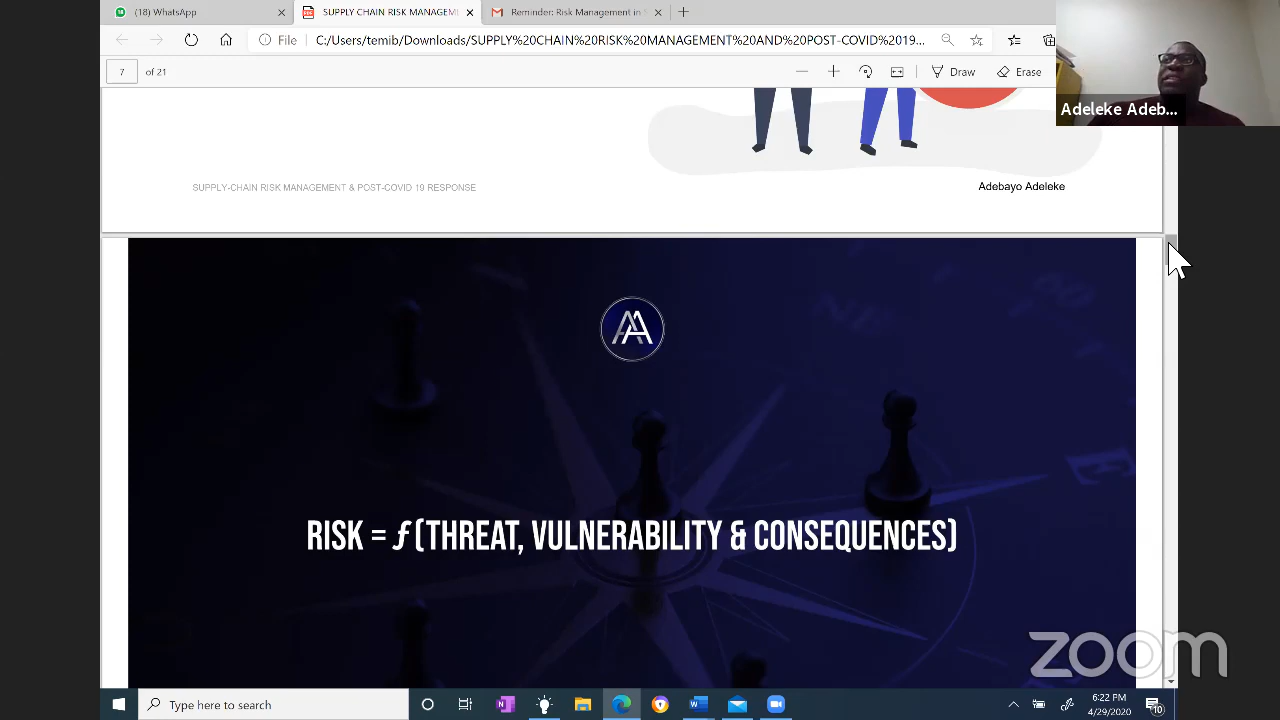 (18) WhatsApp
SUPPLY CHAIN RISK MANAGEM
Reminder: Risk Management in
File
C:/Users/temib/Downloads/SUPPLY%20CHAIN%20RISK%20MANAGEMENT%20AND%20POST-COVID%2019...
7 of 21
Draw
Erase
Adeleke Adeb...
SUPPLY-CHAIN RISK MANAGEMENT & POST-COVID 19 RESPONSE
Adebayo Adeleke
AA
RISK = ƒ (THREAT, VULNERABILITY & CONSEQUENCES)
E
zoom
Type here to search
6:22 PM
4/29/2020
10